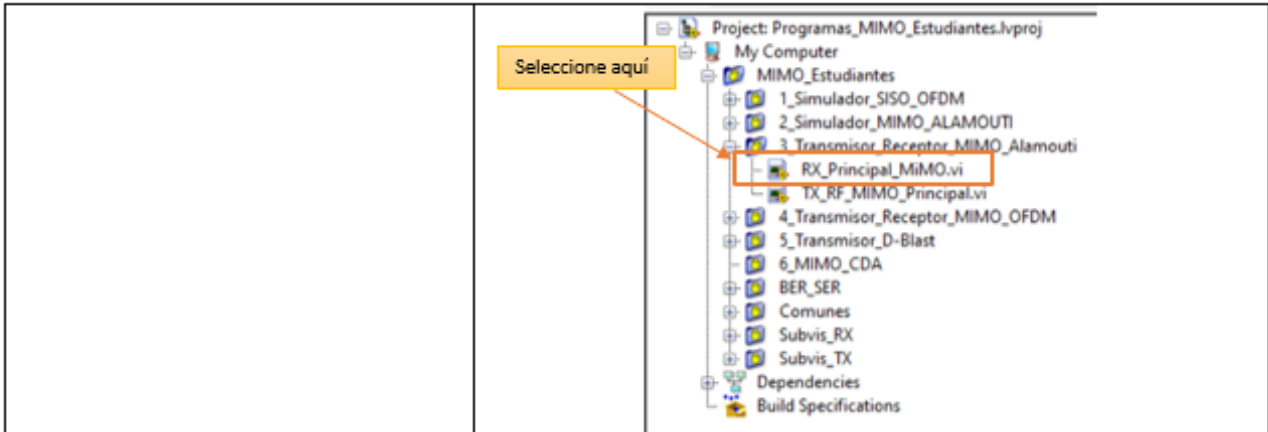 Project: Programas_MIMO_Estudiantes.lvproj
My Computer
Seleccione aquí
MIMO_Estudiantes
1_Simulador_SISO_OFDM
2_Simulador_MIMO_ALAMOUTI
3_Transmisor_Receptor_MIMO_Alamouti
RX_Principal_MiMO.vi
TX_RF_MIMO_Principal.vi
4_Transmisor_Receptor_MIMO_OFDM
5_Transmisor_D-Blast
6_MIMO_CDA
BER_SER
Comunes
Subvis_RX
Subvis_TX
Dependencies
Build Specifications